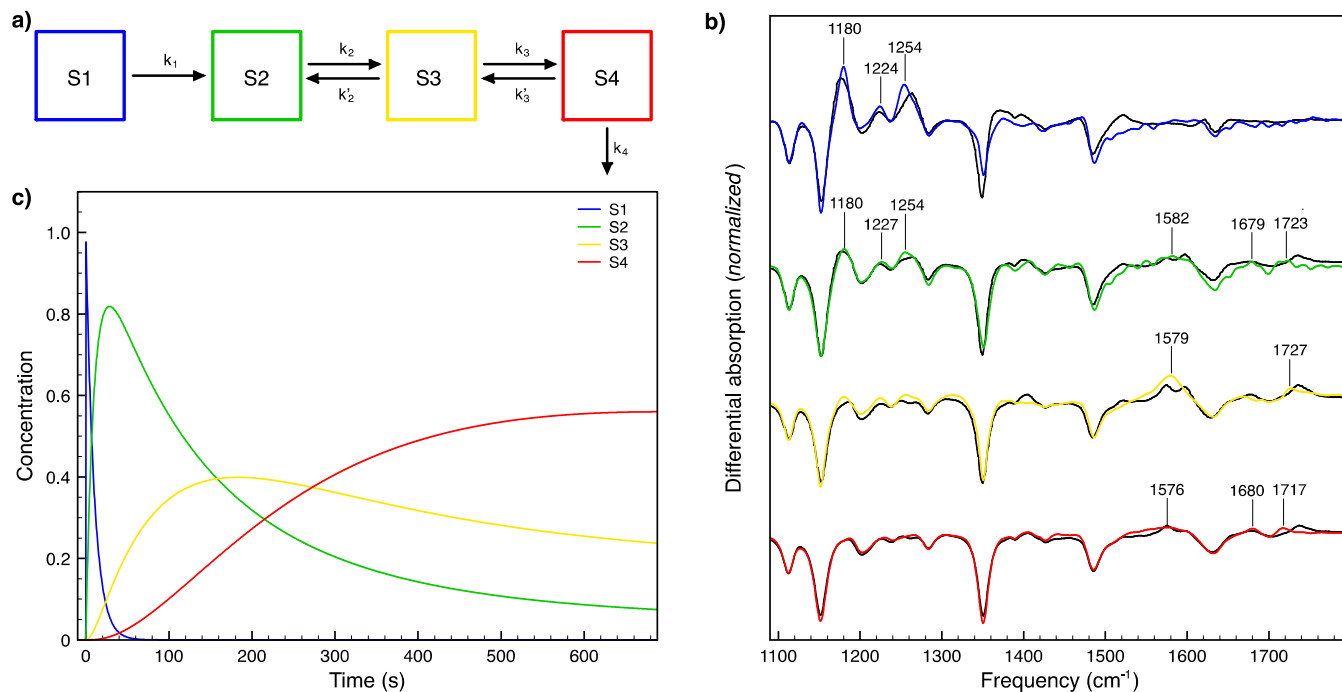 a)
S1
k1
S2
k2
k'2
S3
k3
k'3
S4
k4
b)
1180
1224
1254
1180
1227
1254
1582
1679
1723
1579
1727
1576
1680
1717
Differential absorption (normalized)
1100
1200
1300
1400
1500
1600
1700
Frequency (cm-1)
c)
S1
S2
S3
S4
1.0
0.8
0.6
0.4
0.2
0
Concentration
0
100
200
300
400
500
600
Time (s)